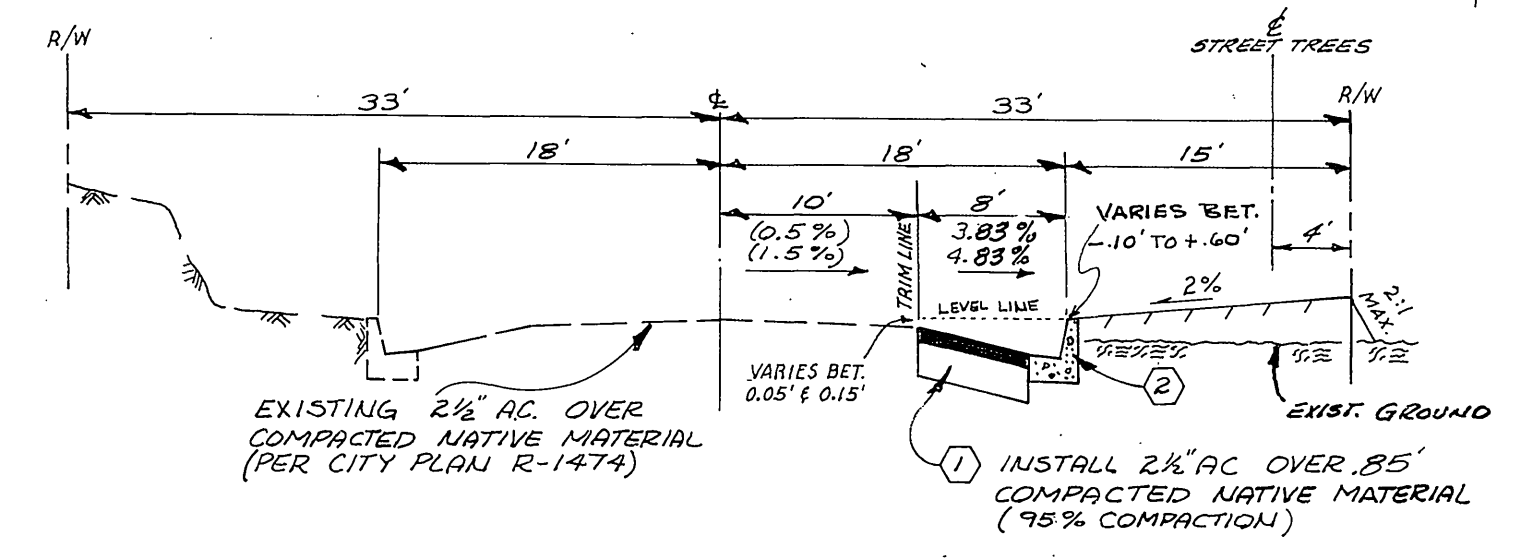 ℄
STREET TREES
R/W
R/W
33'
℄
33'
18'
18'
15'
10'
8'
(0.5%)
(1.5%)
TRIM LINE
3.83%
4.83%
VARIES BET.
-.10' TO +.60'
4'
LEVEL LINE
2%
2:1
MAX.
VARIES BET.
0.05' & 0.15'
2
EXISTING 2½" A.C. OVER
COMPACTED NATIVE MATERIAL
(PER CITY PLAN R-1474)
EXIST. GROUND
1
INSTALL 2½" AC OVER .85'
COMPACTED NATIVE MATERIAL
(95% COMPACTION)